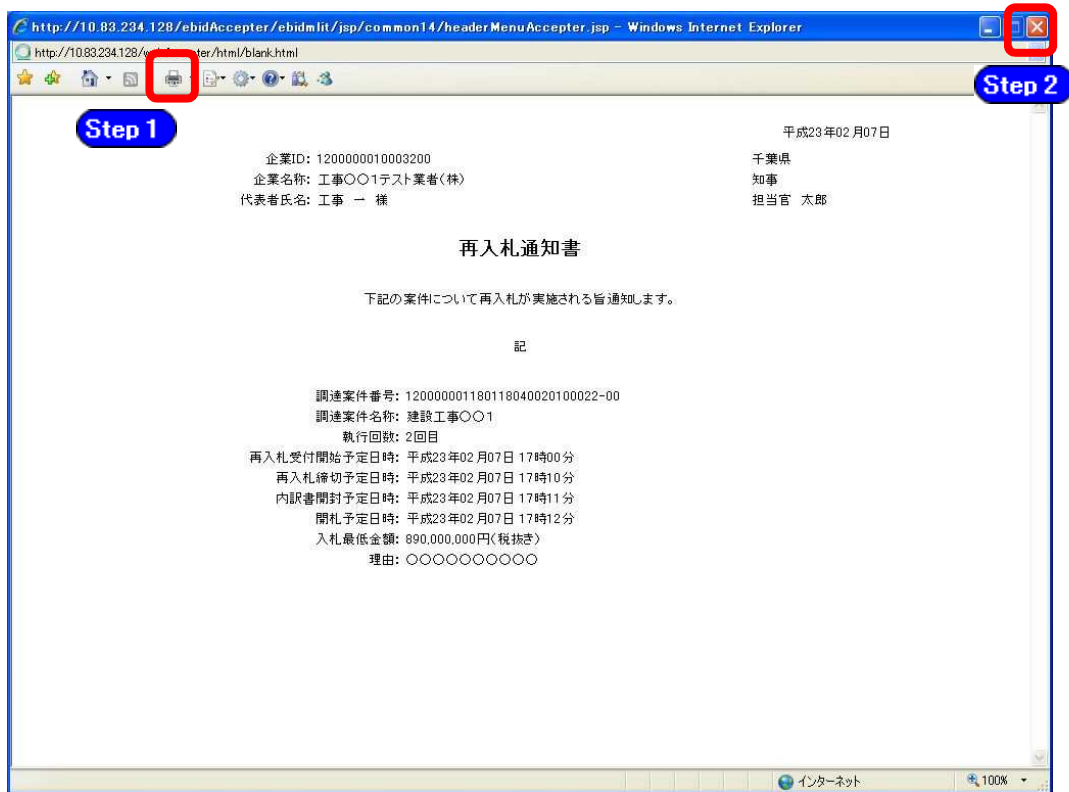 http://10.83.234.128/ebidAccepter/ebidmlit/jsp/common14/headerMenuAccepter.jsp - Windows Internet Explorer
http://10.83.234.128/ ter/html/blank.html
Step 1
Step 2
平成23年02月07日
企業ID: 1200000010003200
千葉県
企業名称: 工事〇〇1テスト業者(株)
知事
代表者氏名: 工事 一 様
担当官 太郎
再入札通知書
下記の案件について再入札が実施される旨通知します。
記
調達案件番号: 1200000011801180400201000​22-00
調達案件名称: 建設工事〇〇1
執行回数: 2回目
再入札受付開始予定日時: 平成23年02月07日 17時00分
再入札締切予定日時: 平成23年02月07日 17時10分
内訳書開封予定日時: 平成23年02月07日 17時11分
開札予定日時: 平成23年02月07日 17時12分
入札最低金額: 890,000,000円(税抜き)
理由: 〇〇〇〇〇〇〇〇〇〇
インターネット
100%